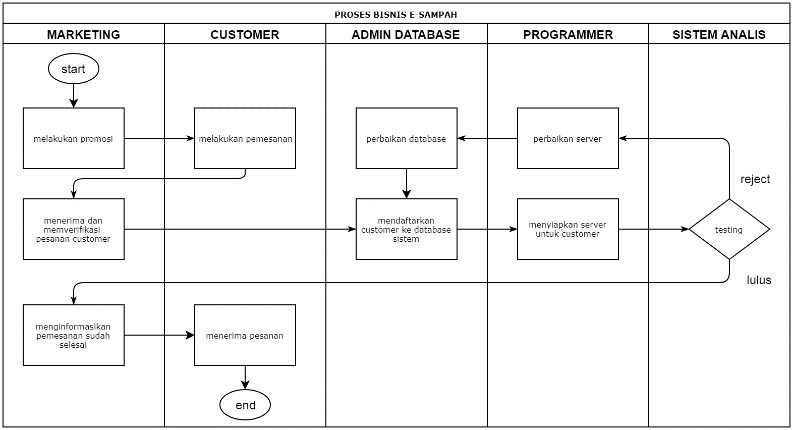 PROSES BISNIS E-SAMPAH
MARKETING
CUSTOMER
ADMIN DATABASE
PROGRAMMER
SISTEM ANALIS
start
melakukan promosi
melakukan pemesanan
perbaikan database
perbaikan server
reject
menerima dan
memverifikasi
pesanan customer
mendaftarkan
customer ke database
sistem
menyiapkan server
untuk customer
testing
lulus
menginformasikan
pemesanan sudah
selesai
menerima pesanan
end